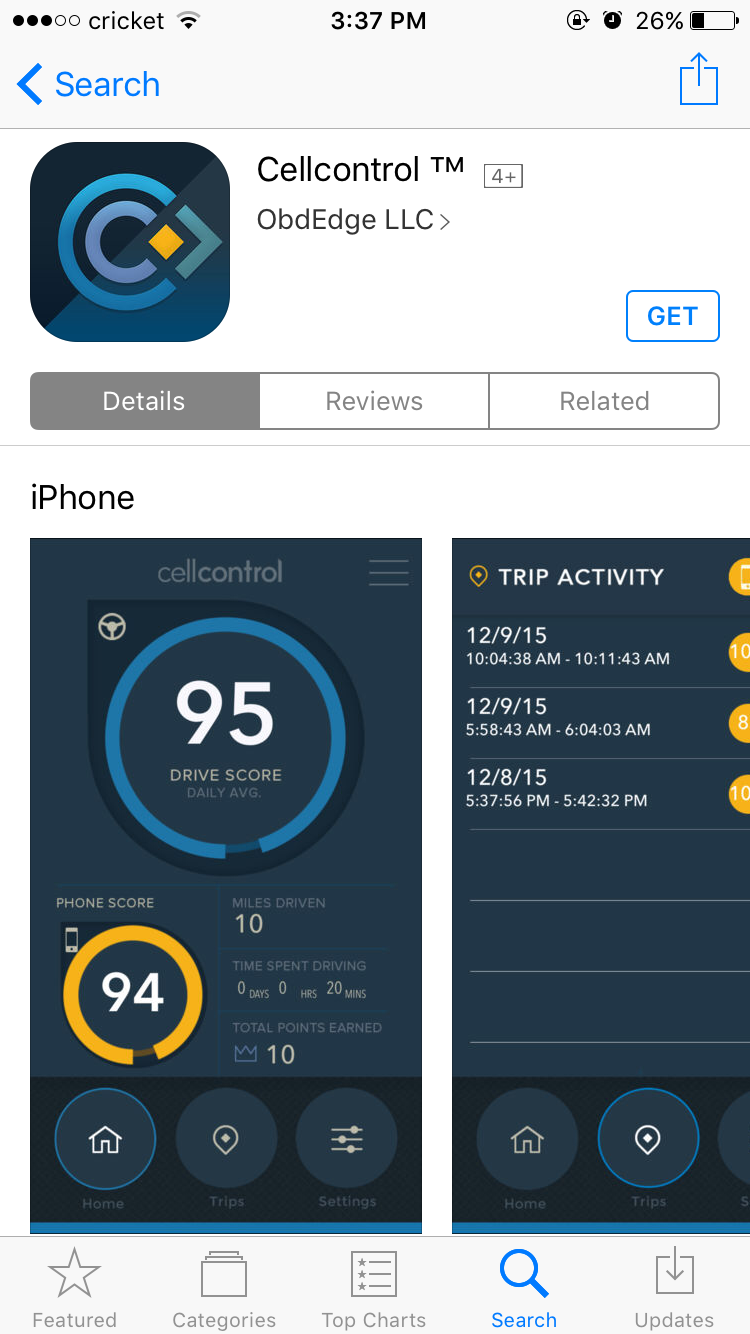 cricket 3:37 PM 26%
Search
Cellcontrol ™ 4+
ObdEdge LLC
GET
Details Reviews Related
iPhone
cellcontrol
95
DRIVE SCORE
DAILY AVG.
PHONE SCORE
94
MILES DRIVEN
10
TIME SPENT DRIVING
0 DAYS 0 HRS 20 MINS
TOTAL POINTS EARNED
10
Home Trips Settings
TRIP ACTIVITY
12/9/15
10:04:38 AM - 10:11:43 AM
10
12/9/15
5:58:43 AM - 6:04:03 AM
8
12/8/15
5:37:56 PM - 5:42:32 PM
10
Home Trips S
Featured Categories Top Charts Search Updates